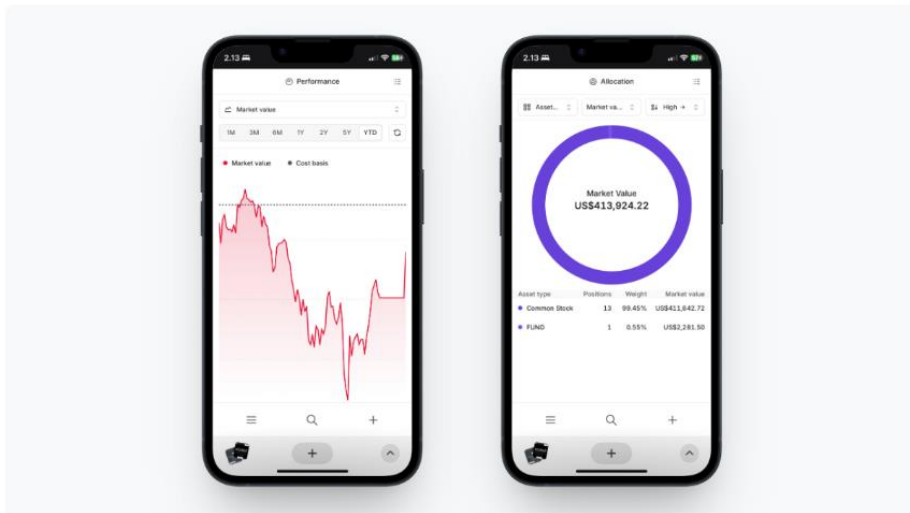 2.13
Performance
Market value
1M 3M 6M 1Y 2Y 5Y YTD
Market value Cost basis
2.13
Allocation
Asset... Market va... High →
Market Value
US$413,924.22
Asset type Positions Weight Market value
Common Stock 13 99.45% US$411,642.72
FUND 1 0.55% US$2,281.50